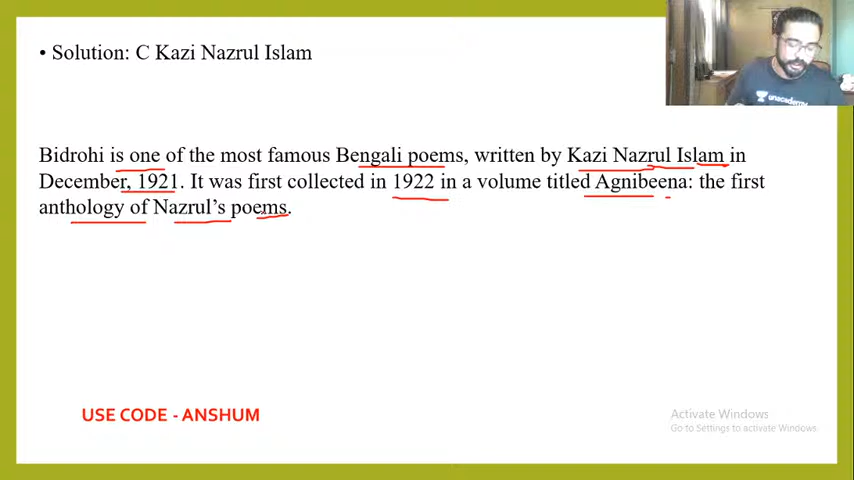 • Solution: C Kazi Nazrul Islam
unacademy
Bidrohi is one of the most famous Bengali poems, written by Kazi Nazrul Islam in
December, 1921. It was first collected in 1922 in a volume titled Agnibeena: the first
anthology of Nazrul's poems.
USE CODE - ANSHUM
Activate Windows
Go to Settings to activate Windows.